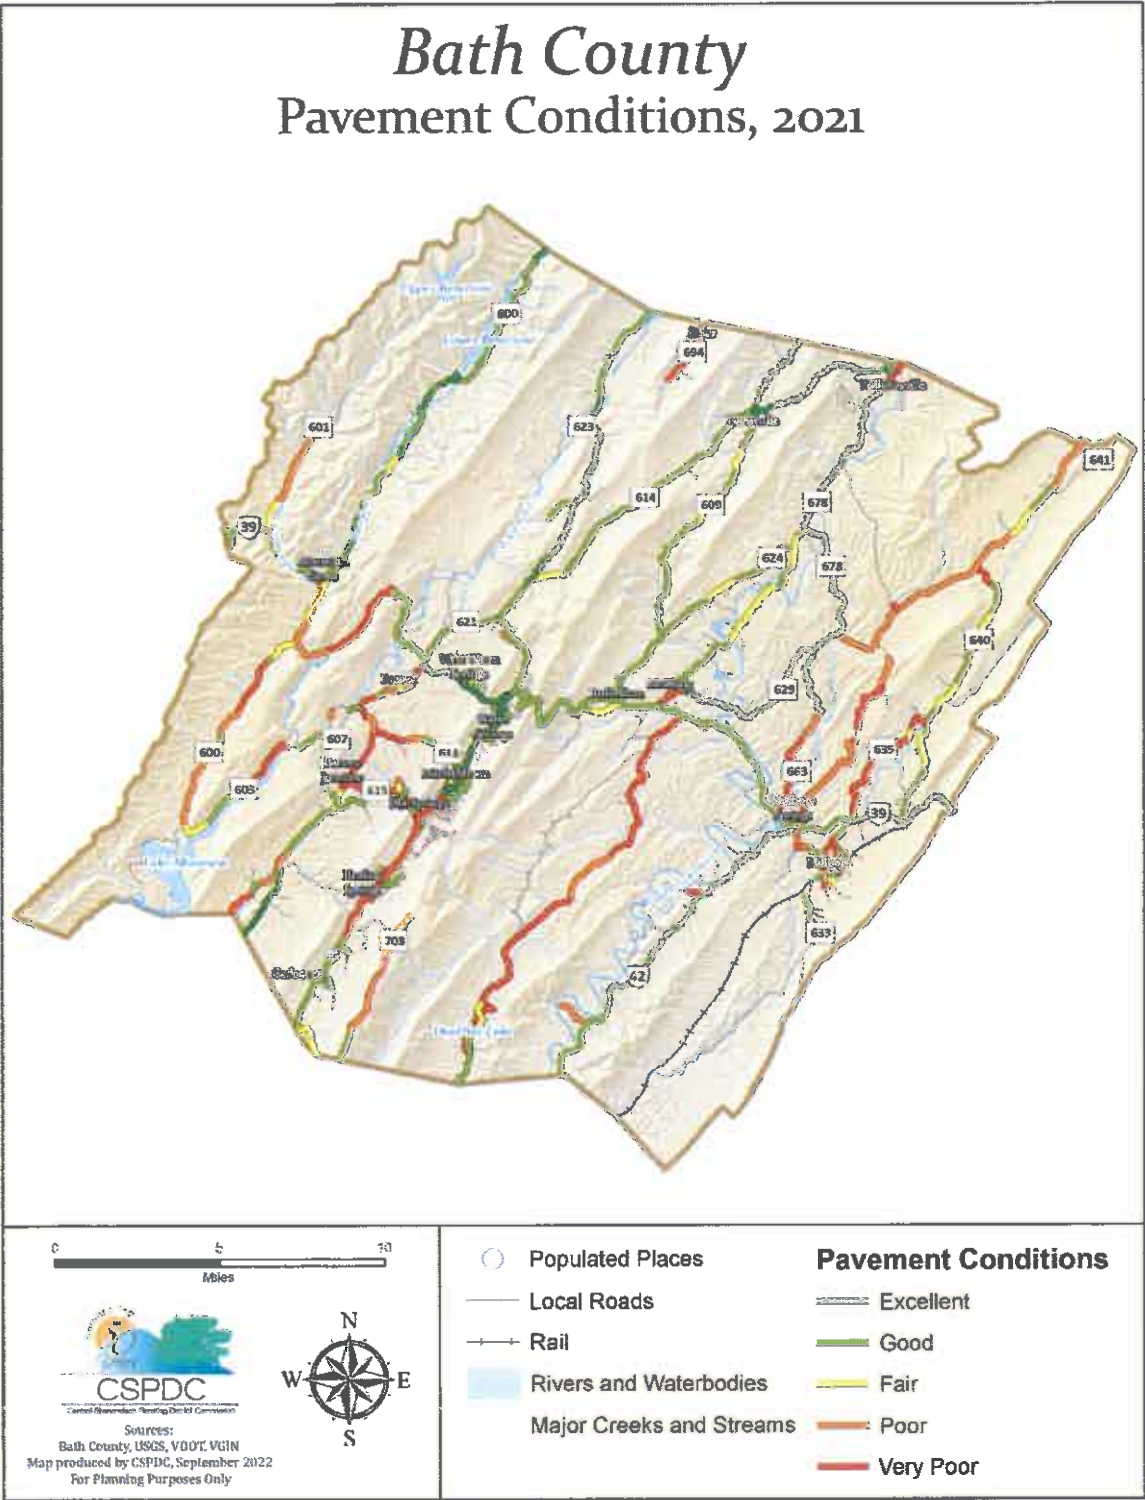 Bath County
Pavement Conditions, 2021
600
694
623
601
641
614
609
678
39
624
678
621
640
629
600
607
611
635
603
615
663
39
703
633
42
0 5 10
Miles
CSPDC
Sources:
Bath County, USGS, VDOT, VGIN
Map produced by CSPDC, September 2022
For Planning Purposes Only
N
W E
S
Populated Places
Local Roads
Rail
Rivers and Waterbodies
Major Creeks and Streams
Pavement Conditions
Excellent
Good
Fair
Poor
Very Poor